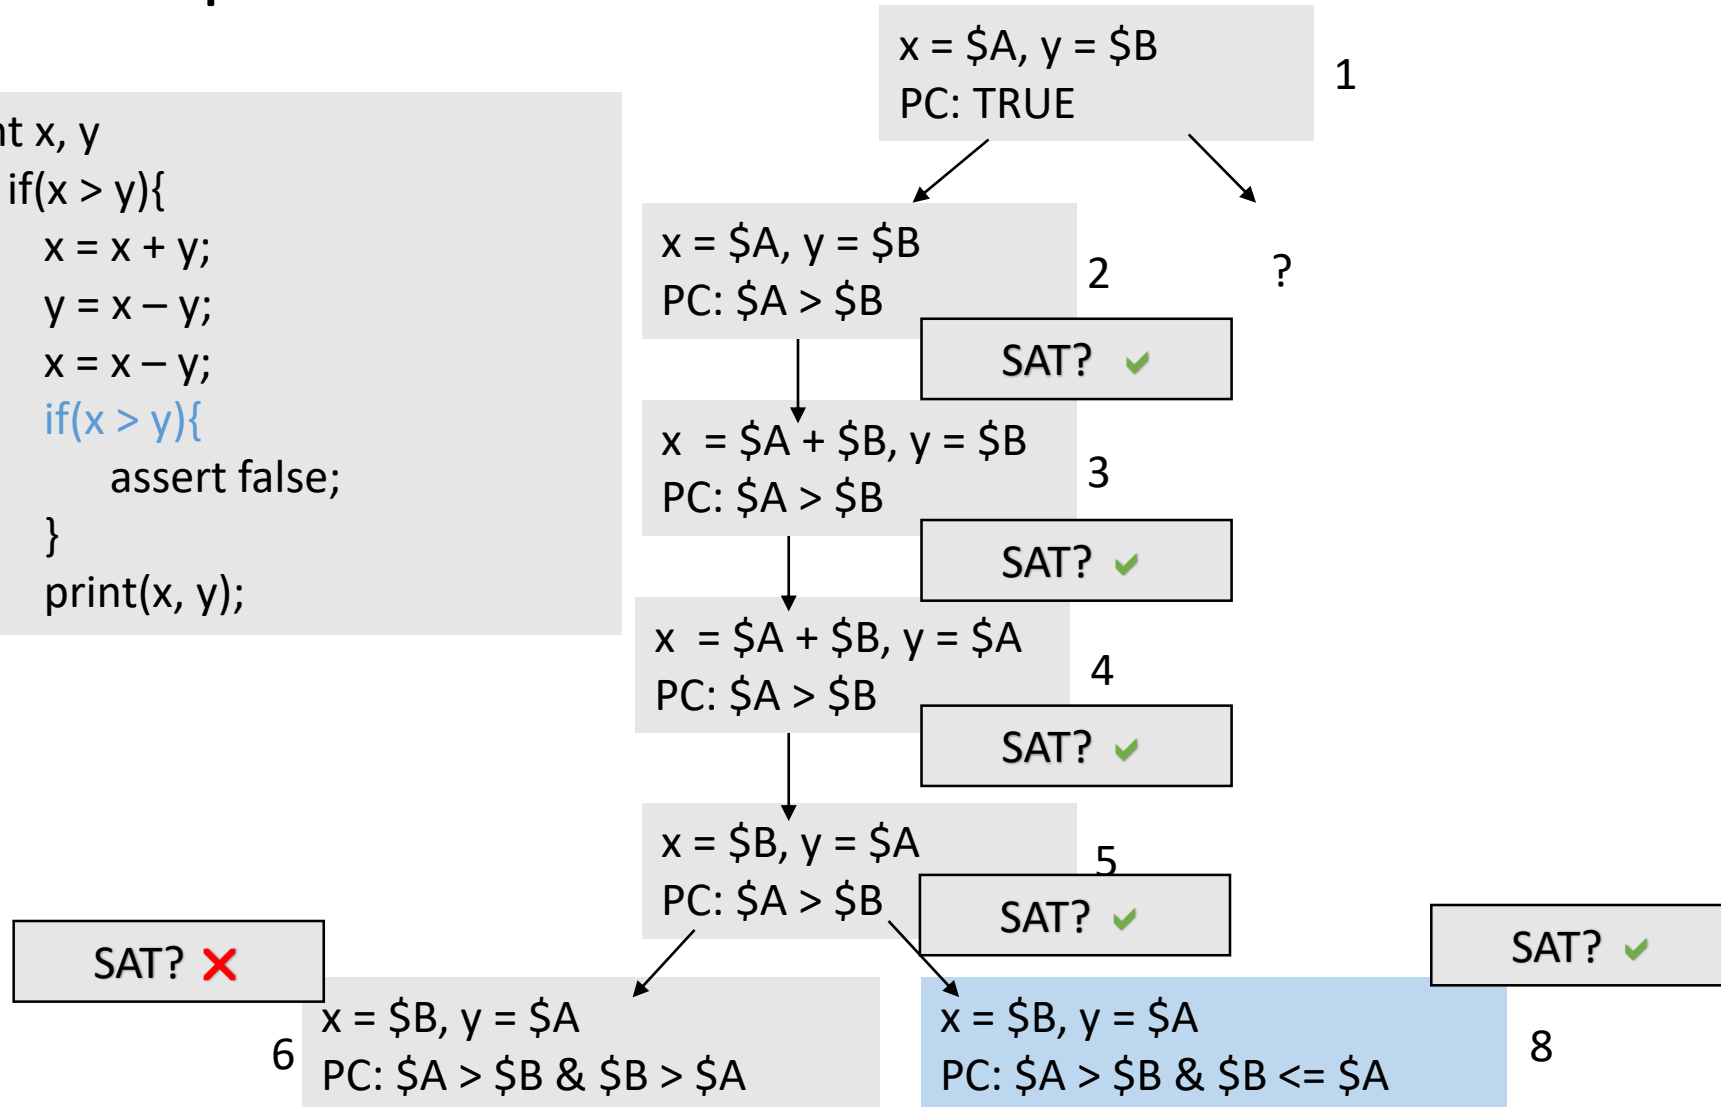 x = $A, y = $B
PC: TRUE
1
nt x, y
if(x > y){
x = x + y;
y = x – y;
x = x – y;
if(x > y){
assert false;
}
print(x, y);
x = $A, y = $B
PC: $A > $B
2
?
SAT?
x = $A + $B, y = $B
PC: $A > $B
3
SAT?
x = $A + $B, y = $A
PC: $A > $B
4
SAT?
x = $B, y = $A
PC: $A > $B
5
SAT?
SAT?
SAT?
6
x = $B, y = $A
PC: $A > $B & $B > $A
x = $B, y = $A
PC: $A > $B & $B <= $A
8